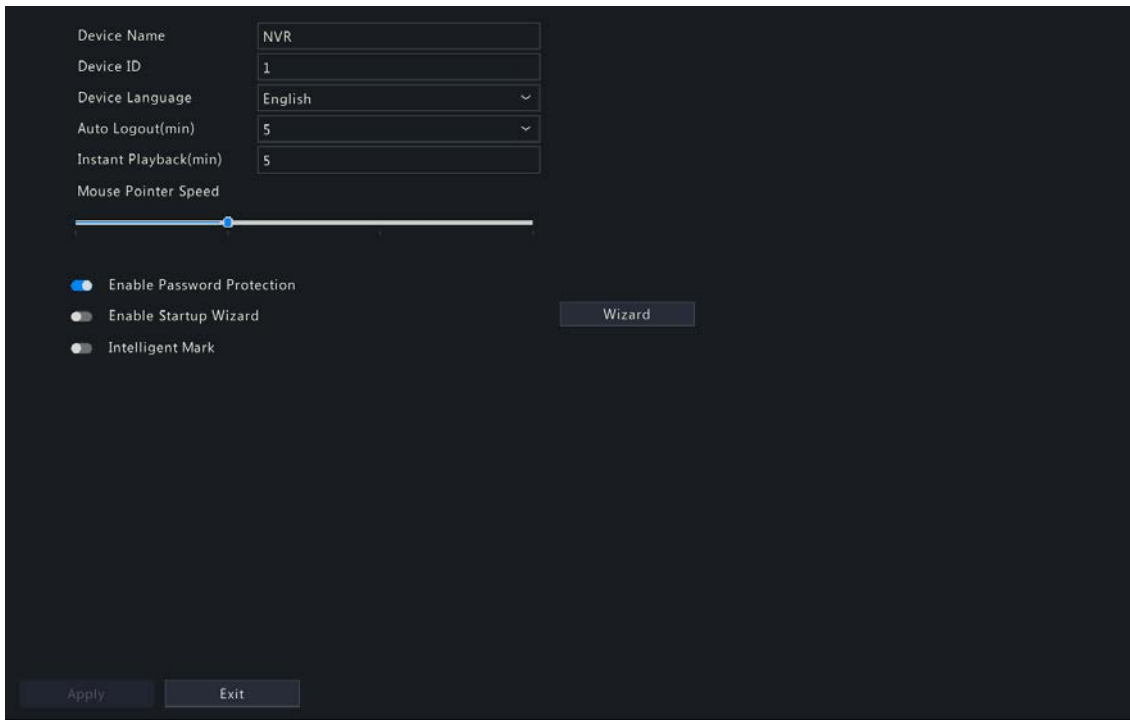 Device Name NVR
Device ID 1
Device Language English
Auto Logout(min) 5
Instant Playback(min) 5
Mouse Pointer Speed
Enable Password Protection
Enable Startup Wizard Wizard
Intelligent Mark
Apply Exit